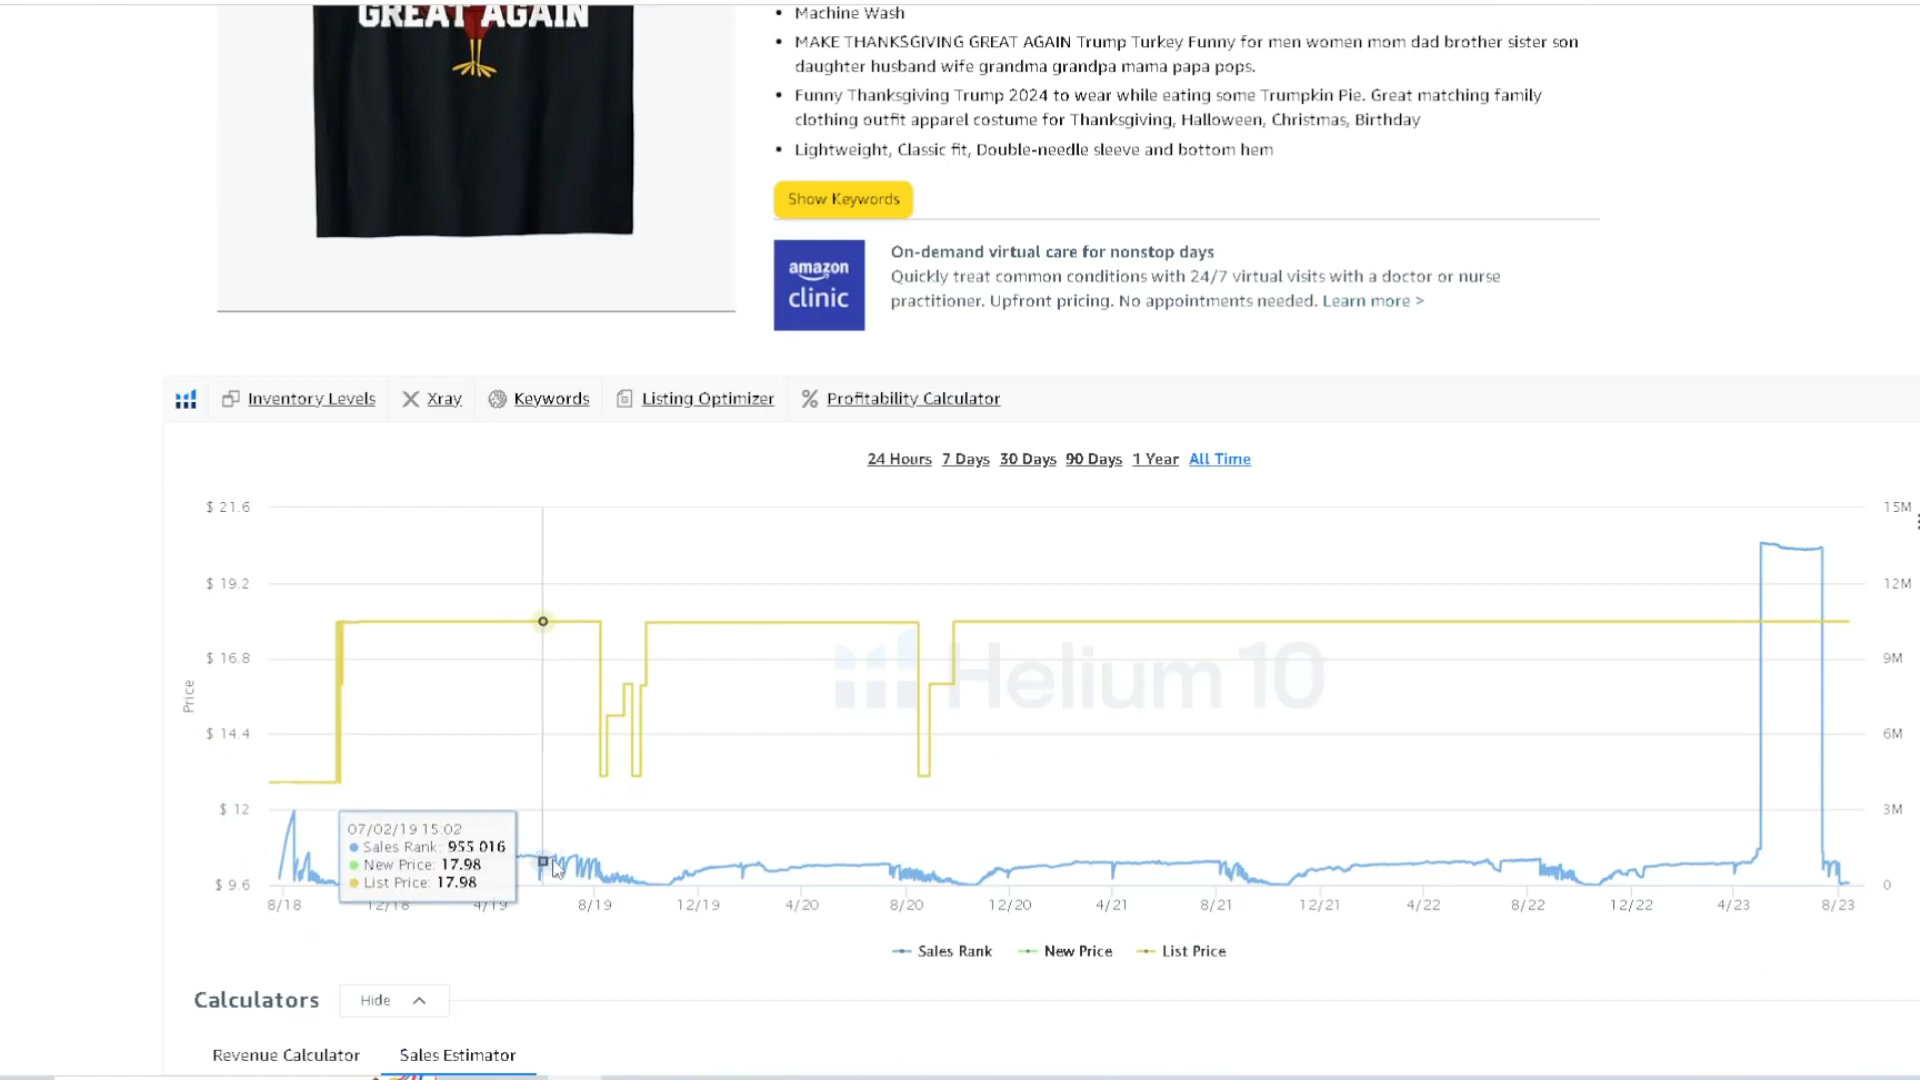 GREAT AGAIN
• Machine Wash
• MAKE THANKSGIVING GREAT AGAIN Trump Turkey Funny for men women mom dad brother sister son
daughter husband wife grandma grandpa mama papa pops.
• Funny Thanksgiving Trump 2024 to wear while eating some Trumpkin Pie. Great matching family
clothing outfit apparel costume for Thanksgiving, Halloween, Christmas, Birthday
• Lightweight, Classic fit, Double-needle sleeve and bottom hem
Show Keywords
amazon
clinic
On-demand virtual care for nonstop days
Quickly treat common conditions with 24/7 virtual visits with a doctor or nurse
practitioner. Upfront pricing. No appointments needed. Learn more >
Inventory Levels Xray Keywords Listing Optimizer Profitability Calculator
24 Hours 7 Days 30 Days 90 Days 1 Year All Time
$ 21.6 15M
$ 19.2 12M
$ 16.8 9M
Helium 10
Price
$ 14.4 6M
$ 12 3M
07/02/19 15:02
Sales Rank: 955 016
New Price: 17.98
List Price: 17.98
$ 9.6 0
8/18 12/18 4/19 8/19 12/19 4/20 8/20 12/20 4/21 8/21 12/21 4/22 8/22 12/22 4/23 8/23
Sales Rank New Price List Price
Calculators Hide
Revenue Calculator Sales Estimator